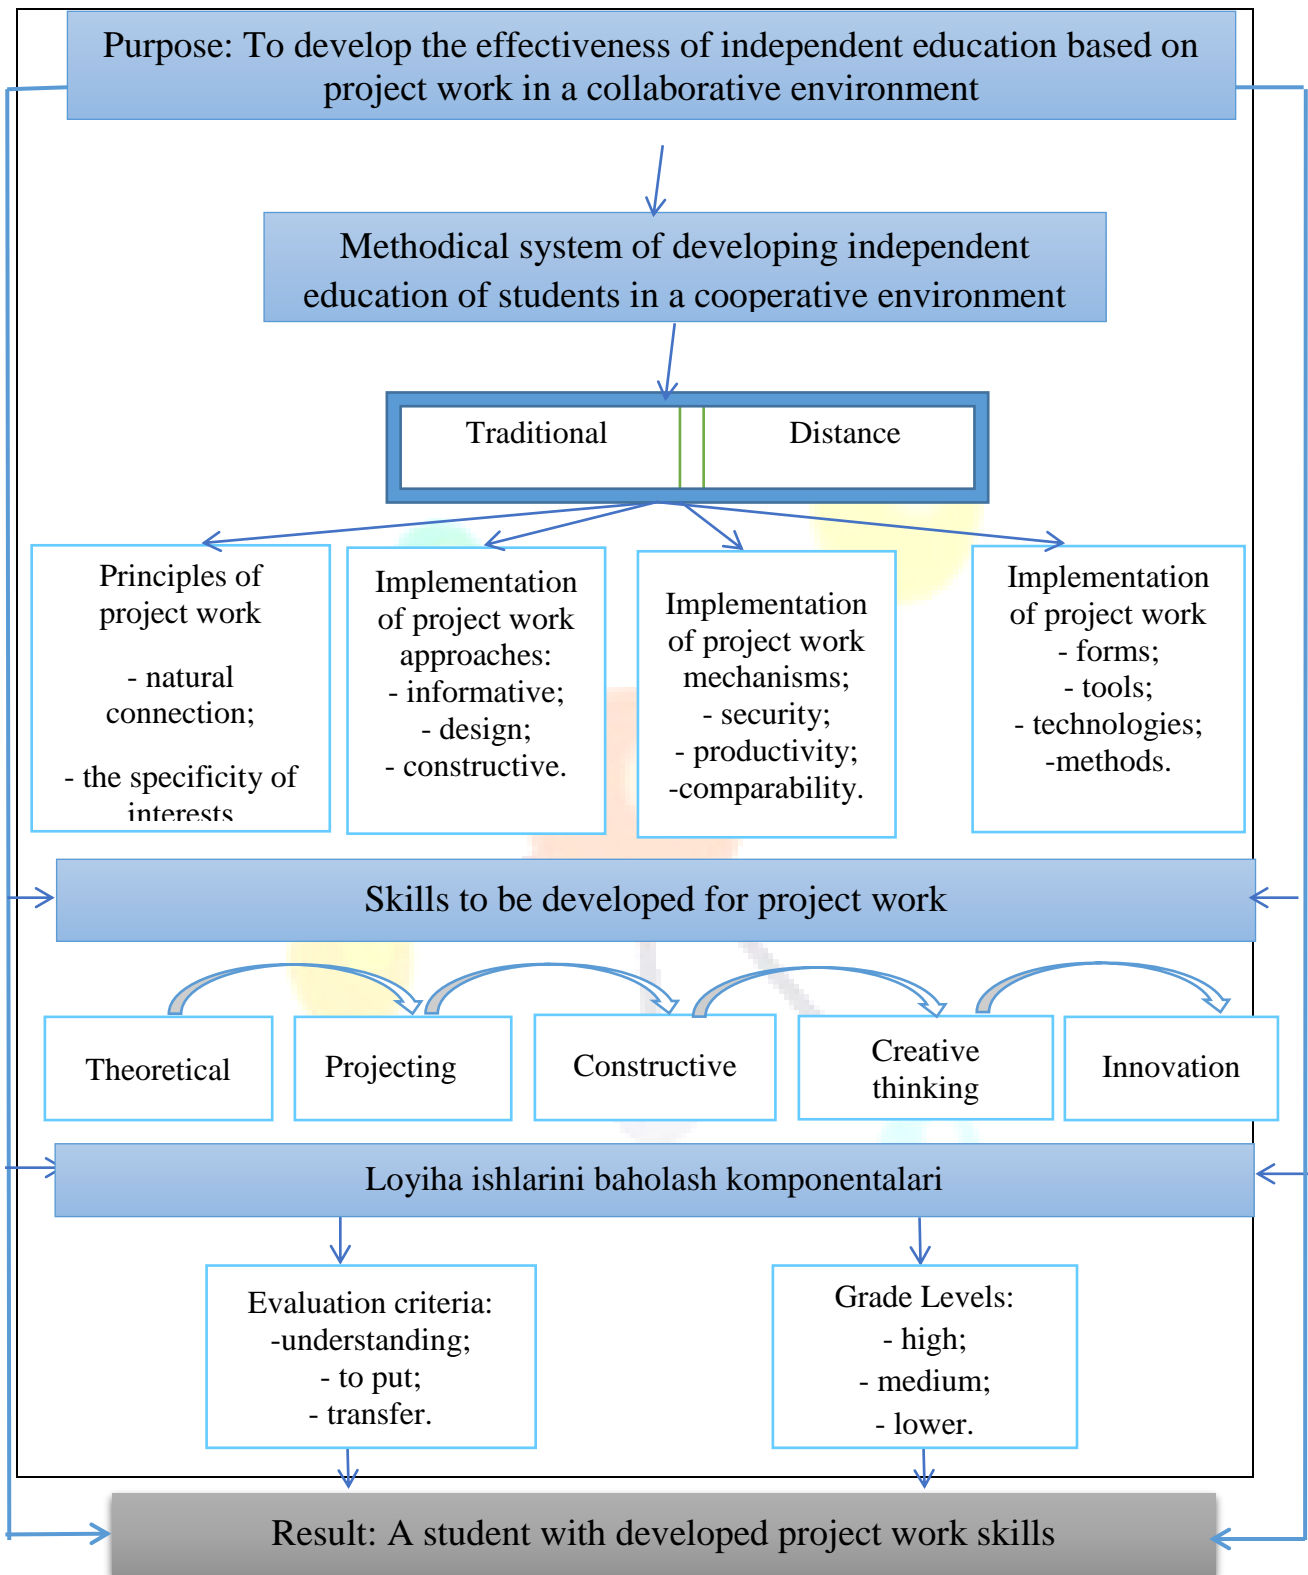 Purpose: To develop the effectiveness of independent education based on
project work in a collaborative environment
Methodical system of developing independent
education of students in a cooperative environment
Traditional
Distance
Principles of
project work
- natural
connection;
- the specificity of
interests
Implementation
of project work
approaches:
- informative;
- design;
- constructive.
Implementation
of project work
mechanisms;
- security;
- productivity;
-comparability.
Implementation
of project work
- forms;
- tools;
- technologies;
-methods.
Skills to be developed for project work
Theoretical
Projecting
Constructive
Creative
thinking
Innovation
Loyiha ishlarini baholash komponentalari
Evaluation criteria:
-understanding;
- to put;
- transfer.
Grade Levels:
- high;
- medium;
- lower.
Result: A student with developed project work skills